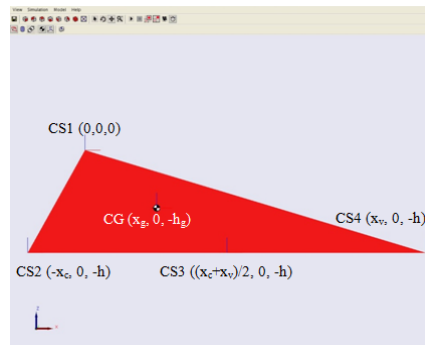 View Simulation Model Help
CS1 (0,0,0)
CG (xg, 0, -hg)
CS4 (xv, 0, -h)
CS2 (-xc, 0, -h) CS3 ((xc+xv)/2, 0, -h)
z
x